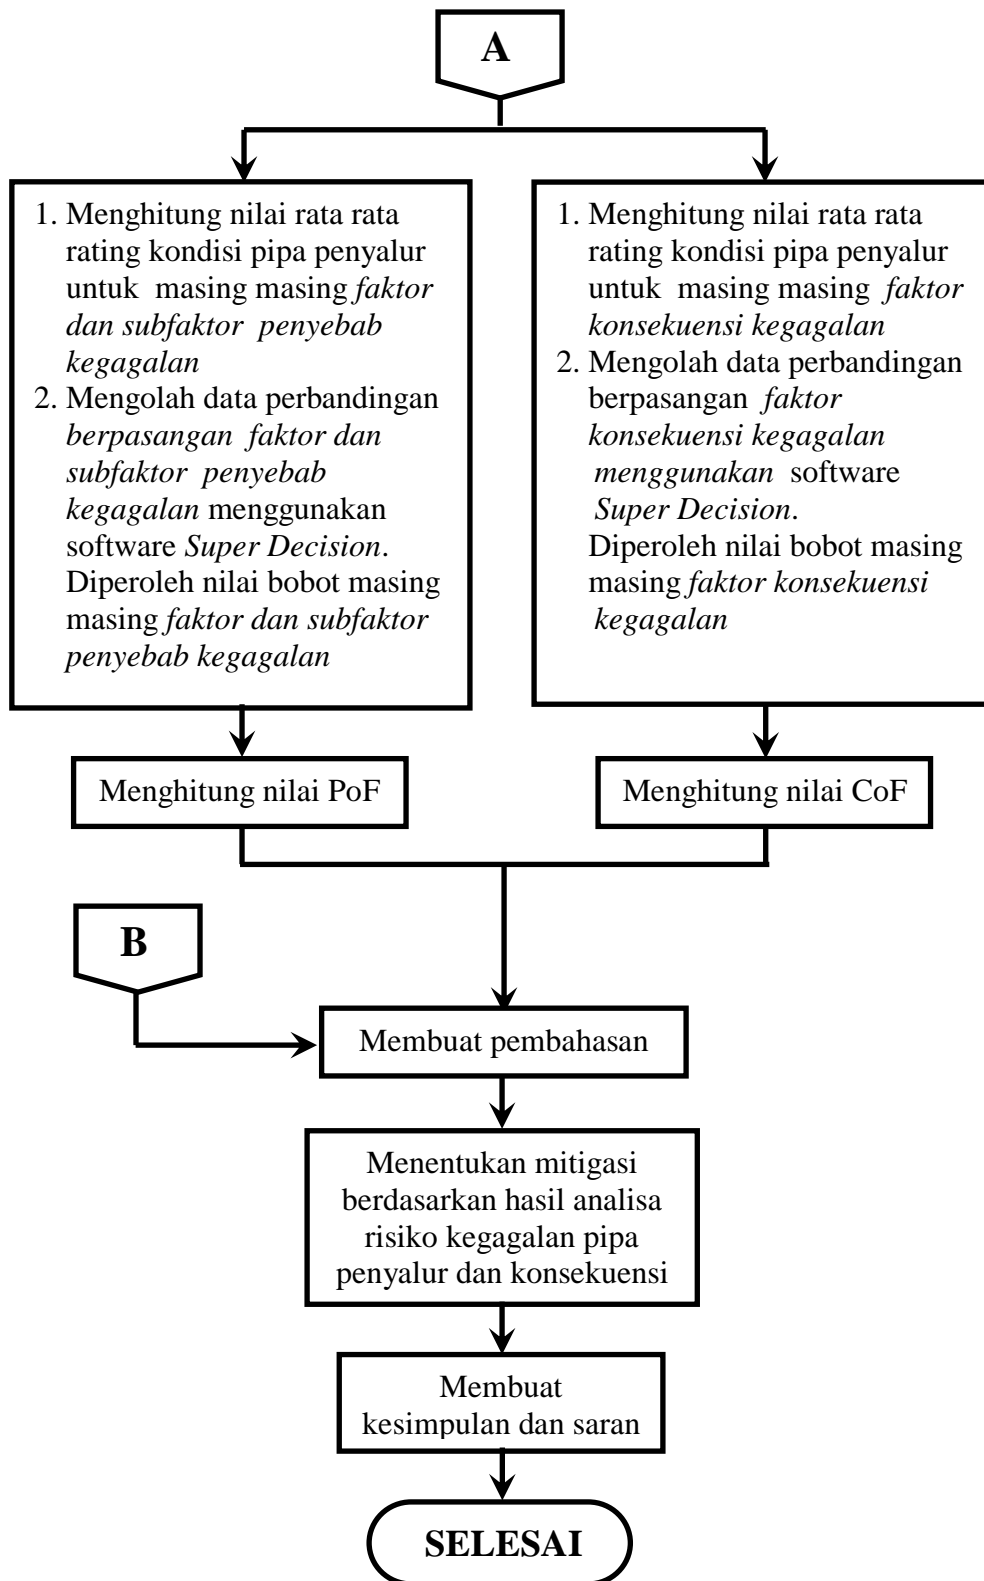 A
1. Menghitung nilai rata rata
rating kondisi pipa penyalur
untuk masing masing faktor
dan subfaktor penyebab
kegagalan
2. Mengolah data perbandingan
berpasangan faktor dan
subfaktor penyebab
kegagalan menggunakan
software Super Decision.
Diperoleh nilai bobot masing
masing faktor dan subfaktor
penyebab kegagalan
1. Menghitung nilai rata rata
rating kondisi pipa penyalur
untuk masing masing faktor
konsekuensi kegagalan
2. Mengolah data perbandingan
berpasangan faktor
konsekuensi kegagalan
menggunakan software
Super Decision.
Diperoleh nilai bobot masing
masing faktor konsekuensi
kegagalan
Menghitung nilai PoF
Menghitung nilai CoF
B
Membuat pembahasan
Menentukan mitigasi
berdasarkan hasil analisa
risiko kegagalan pipa
penyalur dan konsekuensi
Membuat
kesimpulan dan saran
SELESAI